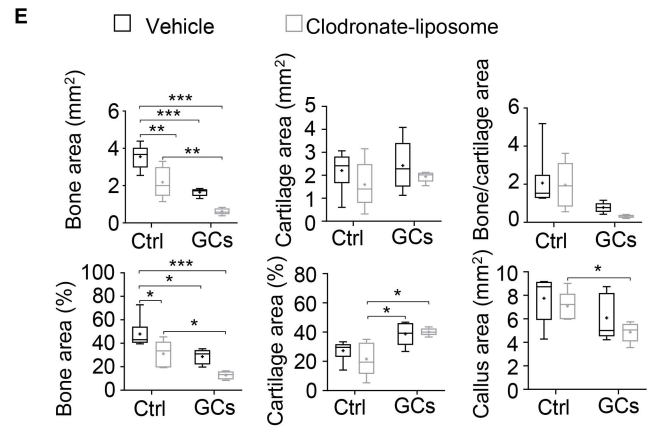 E
Vehicle
Clodronate-liposome
Bone area (mm²)
6
4
2
0
***
***
**
**
Ctrl
GCs
Cartilage area (mm²)
5
4
3
2
1
0
Ctrl
GCs
Bone/cartilage area
6
4
2
0
Ctrl
GCs
Bone area (%)
100
80
60
40
20
0
***
*
*
*
Ctrl
GCs
Cartilage area (%)
80
60
40
20
0
*
*
Ctrl
GCs
Callus area (mm²)
10
8
6
4
2
0
*
Ctrl
GCs